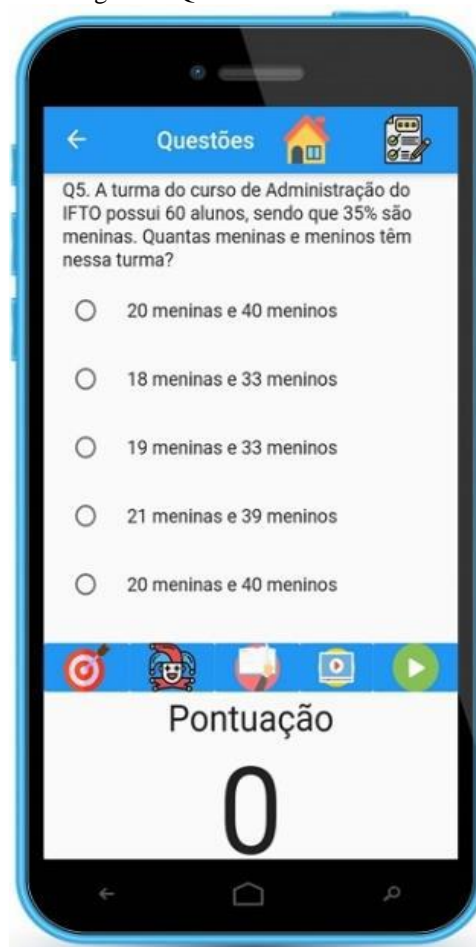 Questões
Q5. A turma do curso de Administração do
IFTO possui 60 alunos, sendo que 35% são
meninas. Quantas meninas e meninos têm
nessa turma?
20 meninas e 40 meninos
18 meninas e 33 meninos
19 meninas e 33 meninos
21 meninas e 39 meninos
20 meninas e 40 meninos
Pontuação
0